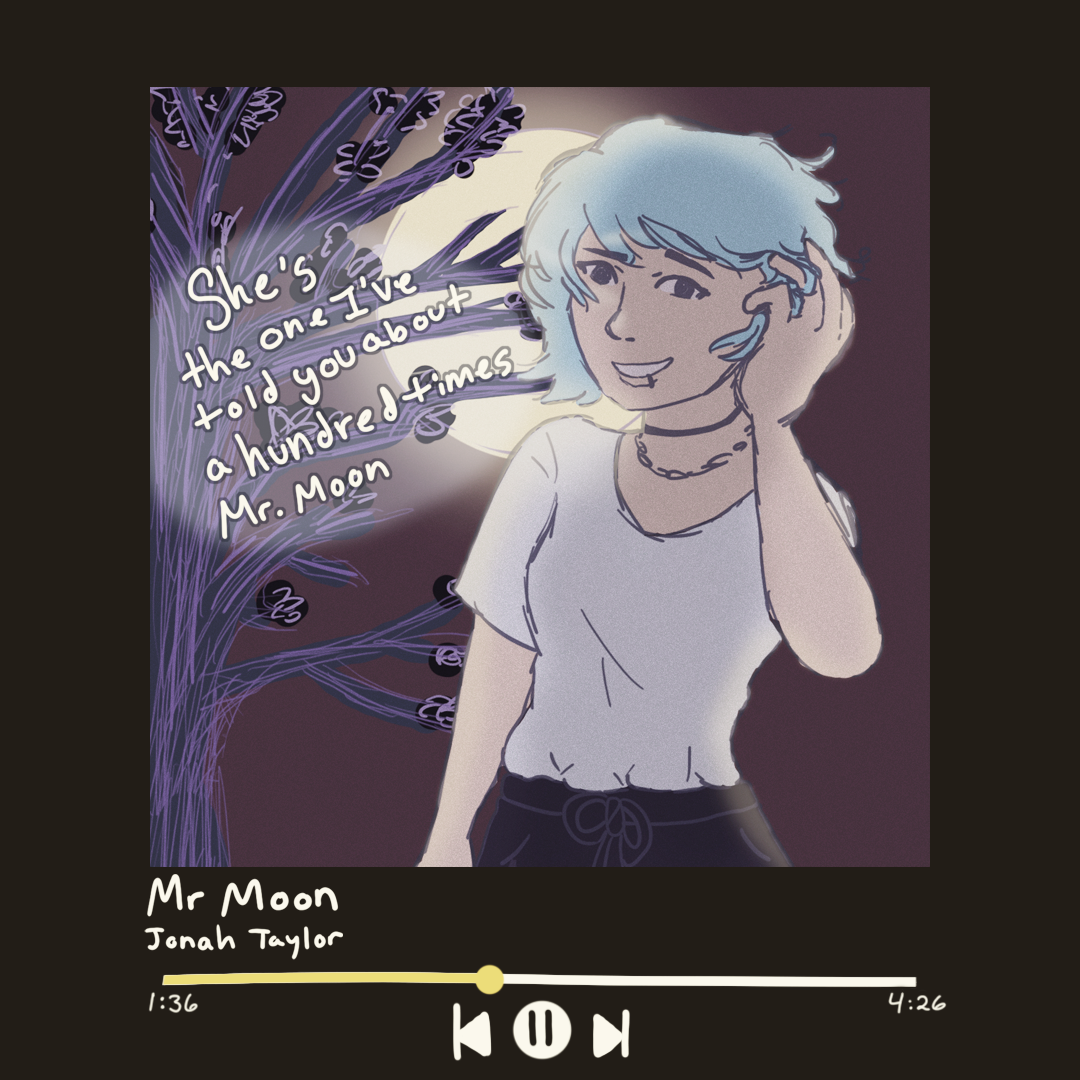 She's
the one I've
told you about
a hundred times
Mr. Moon
Mr Moon
Jonah Taylor
1:36
4:26